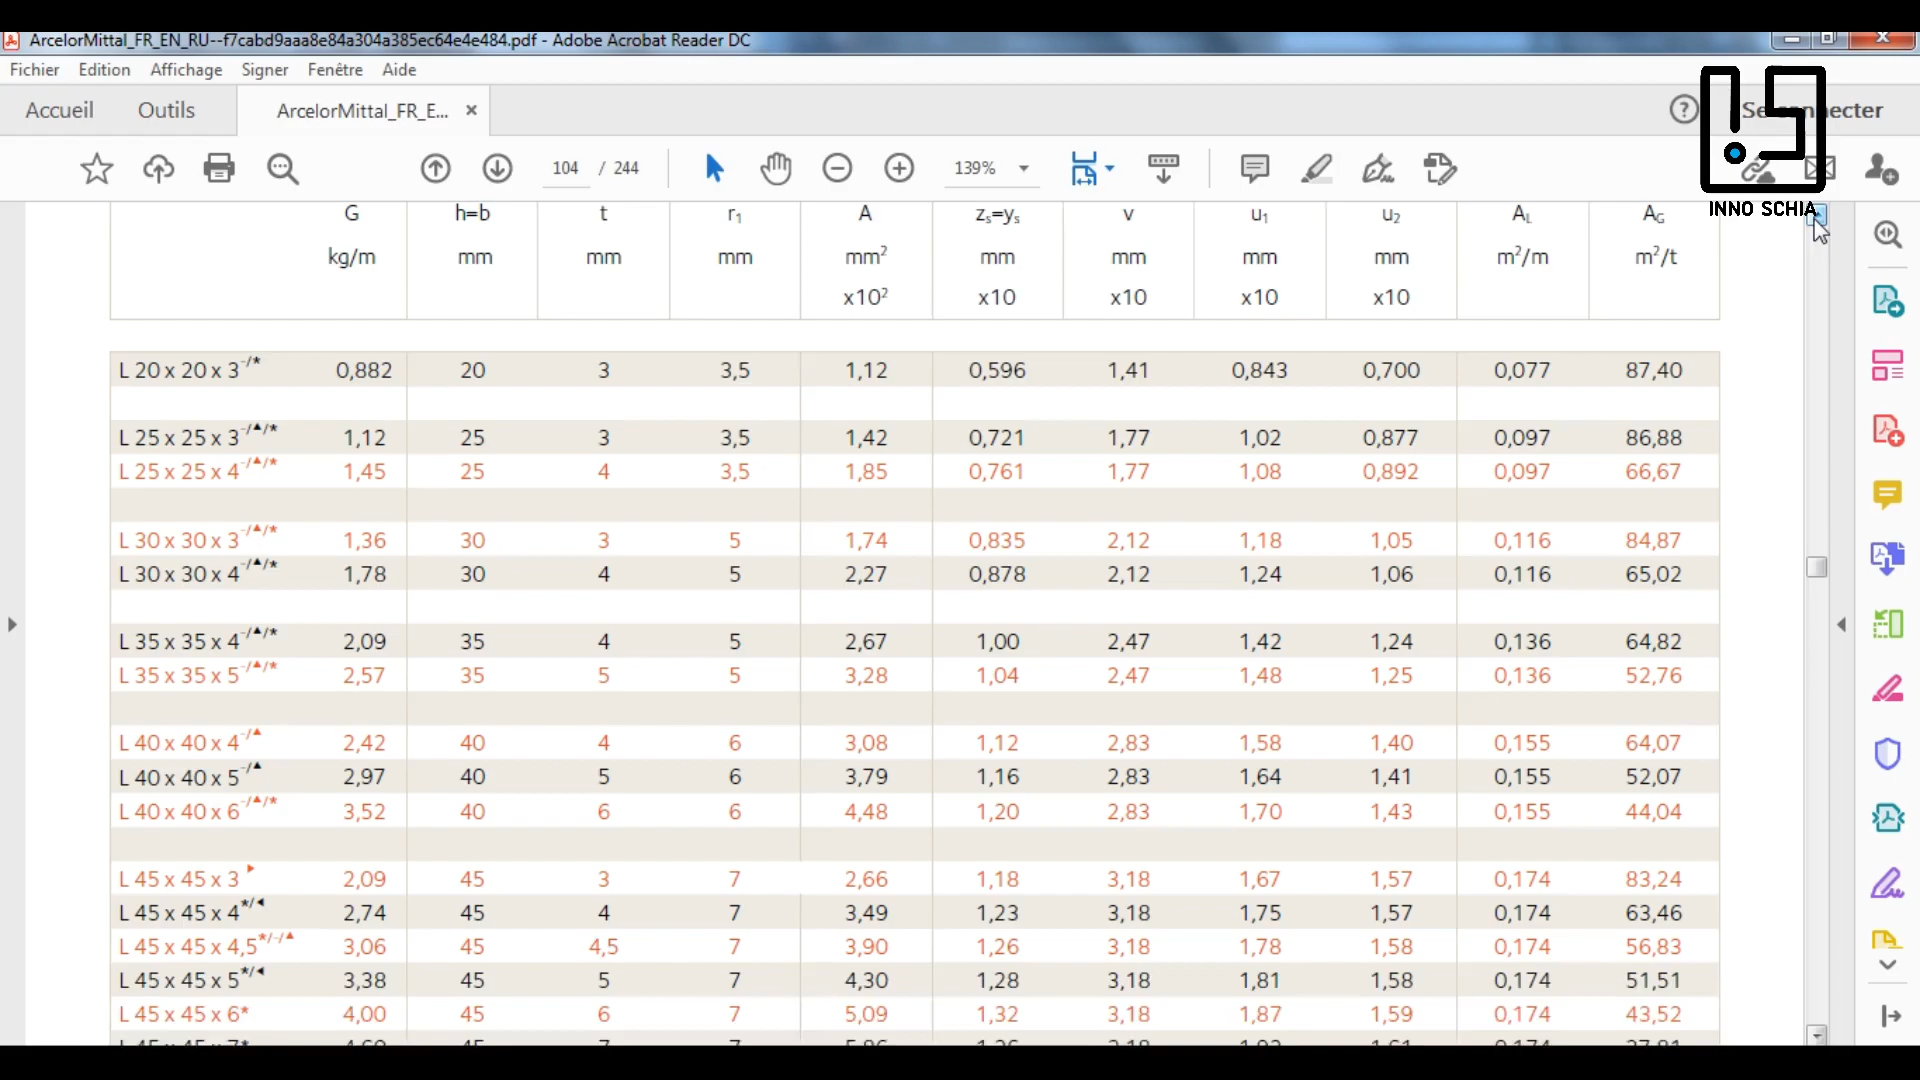 ArcelorMittal_FR_EN_RU--f7cabd9aaa8e84a304a385ec64e4e484.pdf - Adobe Acrobat Reader DC
Fichier Edition Affichage Signer Fenêtre Aide
Accueil Outils ArcelorMittal_FR_E... × ? Se connecter
104 / 244 139%
INNO SCHIA
G h=b t r₁ A zₛ=yₛ v u₁ u₂ A_L A_G
kg/m mm mm mm mm² mm mm mm mm m²/m m²/t
x10² x10 x10 x10 x10
L 20 x 20 x 3⁻/* 0,882 20 3 3,5 1,12 0,596 1,41 0,843 0,700 0,077 87,40
L 25 x 25 x 3⁻/▲/* 1,12 25 3 3,5 1,42 0,721 1,77 1,02 0,877 0,097 86,88
L 25 x 25 x 4⁻/▲/* 1,45 25 4 3,5 1,85 0,761 1,77 1,08 0,892 0,097 66,67
L 30 x 30 x 3⁻/▲/* 1,36 30 3 5 1,74 0,835 2,12 1,18 1,05 0,116 84,87
L 30 x 30 x 4⁻/▲/* 1,78 30 4 5 2,27 0,878 2,12 1,24 1,06 0,116 65,02
L 35 x 35 x 4⁻/▲/* 2,09 35 4 5 2,67 1,00 2,47 1,42 1,24 0,136 64,82
L 35 x 35 x 5⁻/▲/* 2,57 35 5 5 3,28 1,04 2,47 1,48 1,25 0,136 52,76
L 40 x 40 x 4⁻/▲ 2,42 40 4 6 3,08 1,12 2,83 1,58 1,40 0,155 64,07
L 40 x 40 x 5⁻/▲ 2,97 40 5 6 3,79 1,16 2,83 1,64 1,41 0,155 52,07
L 40 x 40 x 6⁻/▲/* 3,52 40 6 6 4,48 1,20 2,83 1,70 1,43 0,155 44,04
L 45 x 45 x 3 ▶ 2,09 45 3 7 2,66 1,18 3,18 1,67 1,57 0,174 83,24
L 45 x 45 x 4*/◀ 2,74 45 4 7 3,49 1,23 3,18 1,75 1,57 0,174 63,46
L 45 x 45 x 4,5*/-/▲ 3,06 45 4,5 7 3,90 1,26 3,18 1,78 1,58 0,174 56,83
L 45 x 45 x 5*/◀ 3,38 45 5 7 4,30 1,28 3,18 1,81 1,58 0,174 51,51
L 45 x 45 x 6* 4,00 45 6 7 5,09 1,32 3,18 1,87 1,59 0,174 43,52